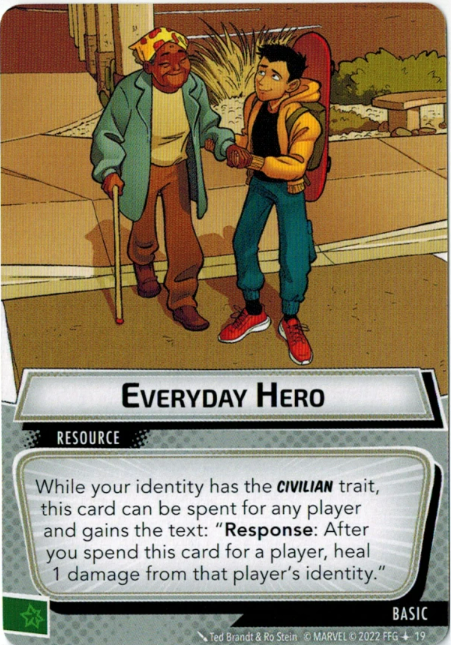 EVERYDAY HERO
RESOURCE
While your identity has the CIVILIAN trait,
this card can be spent for any player
and gains the text: “Response: After
you spend this card for a player, heal
1 damage from that player’s identity.“
BASIC
Ted Brandt & Ro Stein © MARVEL © 2022 FFG 19